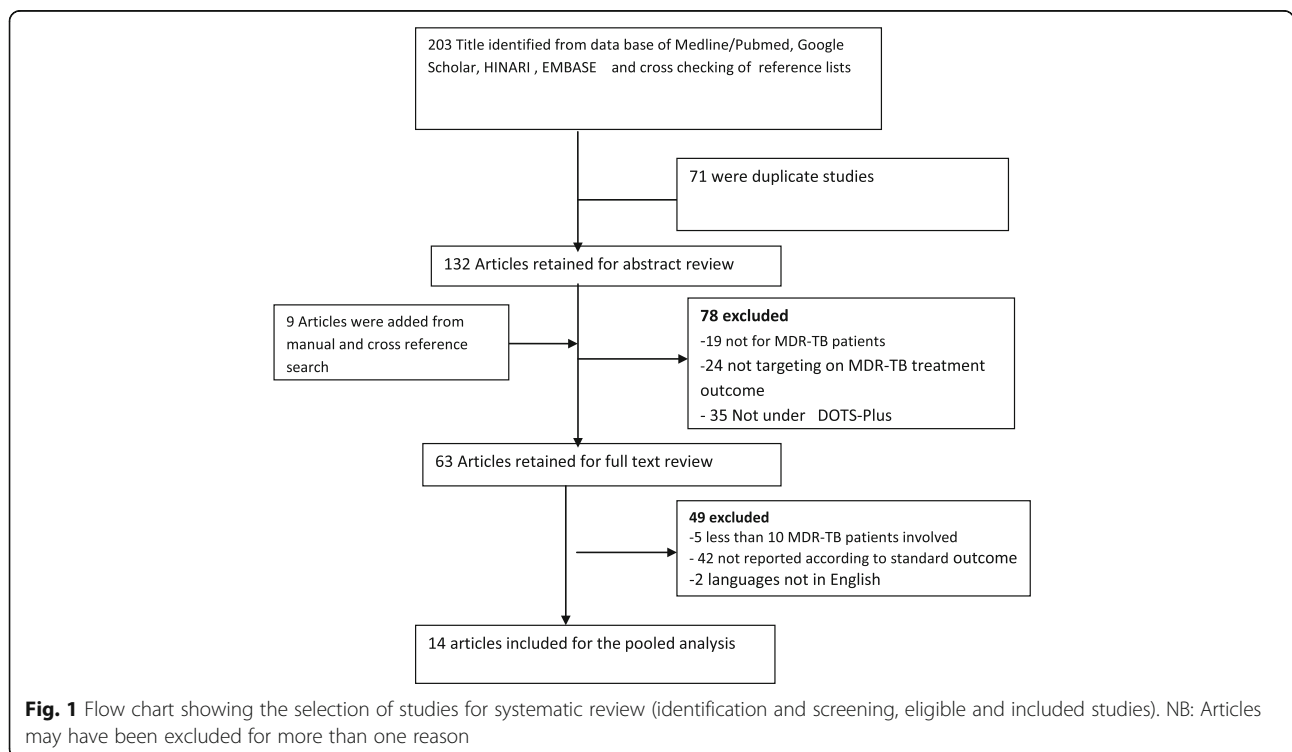 203 Title identified from data base of Medline/Pubmed, Google
Scholar, HINARI , EMBASE and cross checking of reference lists
71 were duplicate studies
132 Articles retained for abstract review
9 Articles were added from
manual and cross reference
search
78 excluded
-19 not for MDR-TB patients
-24 not targeting on MDR-TB treatment
outcome
- 35 Not under DOTS-Plus
63 Articles retained for full text review
49 excluded
-5 less than 10 MDR-TB patients involved
- 42 not reported according to standard outcome
-2 languages not in English
14 articles included for the pooled analysis
Fig. 1 Flow chart showing the selection of studies for systematic review (identification and screening, eligible and included studies). NB: Articles
may have been excluded for more than one reason